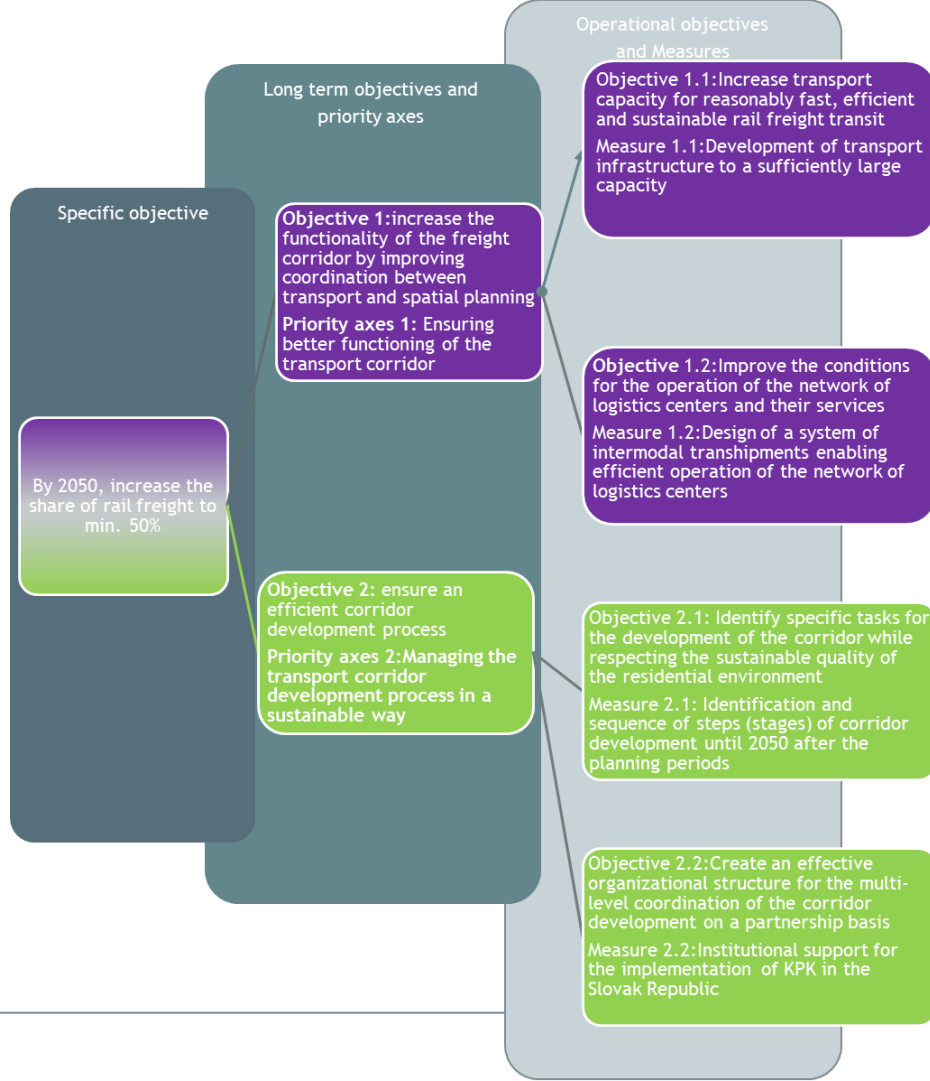 Operational objectives
and Measures
Long term objectives and
priority axes
Specific objective
By 2050, increase the
share of rail freight to
min. 50%
Objective 1:increase the
functionality of the freight
corridor by improving
coordination between
transport and spatial planning
Priority axes 1: Ensuring
better functioning of the
transport corridor
Objective 2: ensure an
efficient corridor
development process
Priority axes 2:Managing the
transport corridor
development process in a
sustainable way
Objective 1.1:Increase transport
capacity for reasonably fast, efficient
and sustainable rail freight transit
Measure 1.1:Development of transport
infrastructure to a sufficiently large
capacity
Objective 1.2:Improve the conditions
for the operation of the network of
logistics centers and their services
Measure 1.2:Design of a system of
intermodal transhipments enabling
efficient operation of the network of
logistics centers
Objective 2.1: Identify specific tasks for
the development of the corridor while
respecting the sustainable quality of
the residential environment
Measure 2.1: Identification and
sequence of steps (stages) of corridor
development until 2050 after the
planning periods
Objective 2.2:Create an effective
organizational structure for the multi-
level coordination of the corridor
development on a partnership basis
Measure 2.2:Institutional support for
the implementation of KPK in the
Slovak Republic